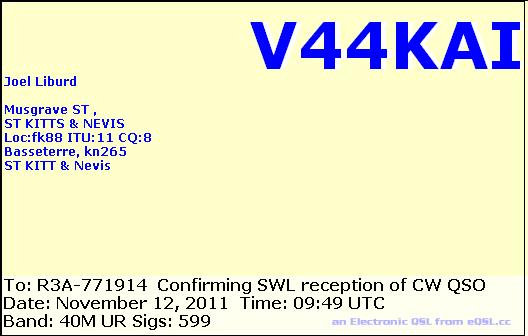 V44KAI
Joel Liburd
Musgrave ST ,
ST KITTS & NEVIS
Loc:fk88 ITU:11 CQ:8
Basseterre, kn265
ST KITT & Nevis
To: R3A-771914 Confirming SWL reception of CW QSO
Date: November 12, 2011 Time: 09:49 UTC
Band: 40M UR Sigs: 599
an Electronic QSL from eQSL.cc